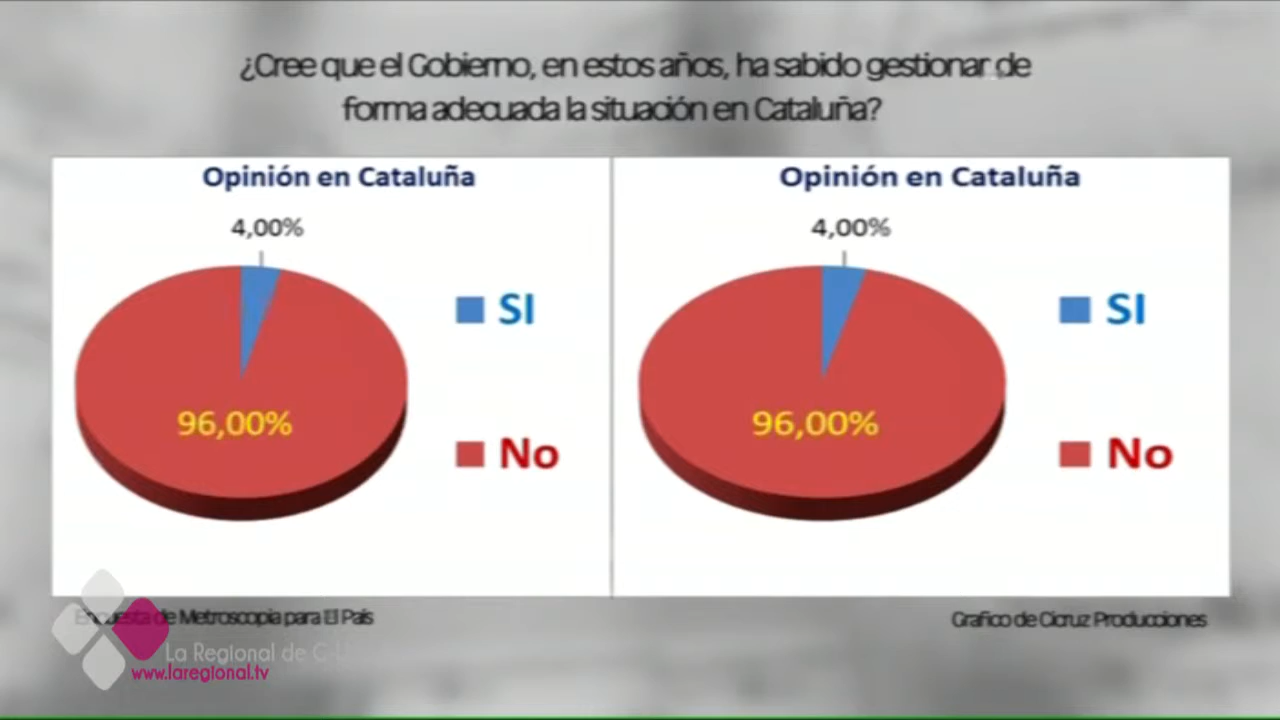 ¿Cree que el Gobierno, en estos años, ha sabido gestionar de
forma adecuada la situación en Cataluña?
Opinión en Cataluña
4,00%
SI
96,00%
No
Opinión en Cataluña
4,00%
SI
96,00%
No
Encuesta de Metroscopia para El País
Grafico de Cicruz Producciones
La Regional de
www.laregional.tv